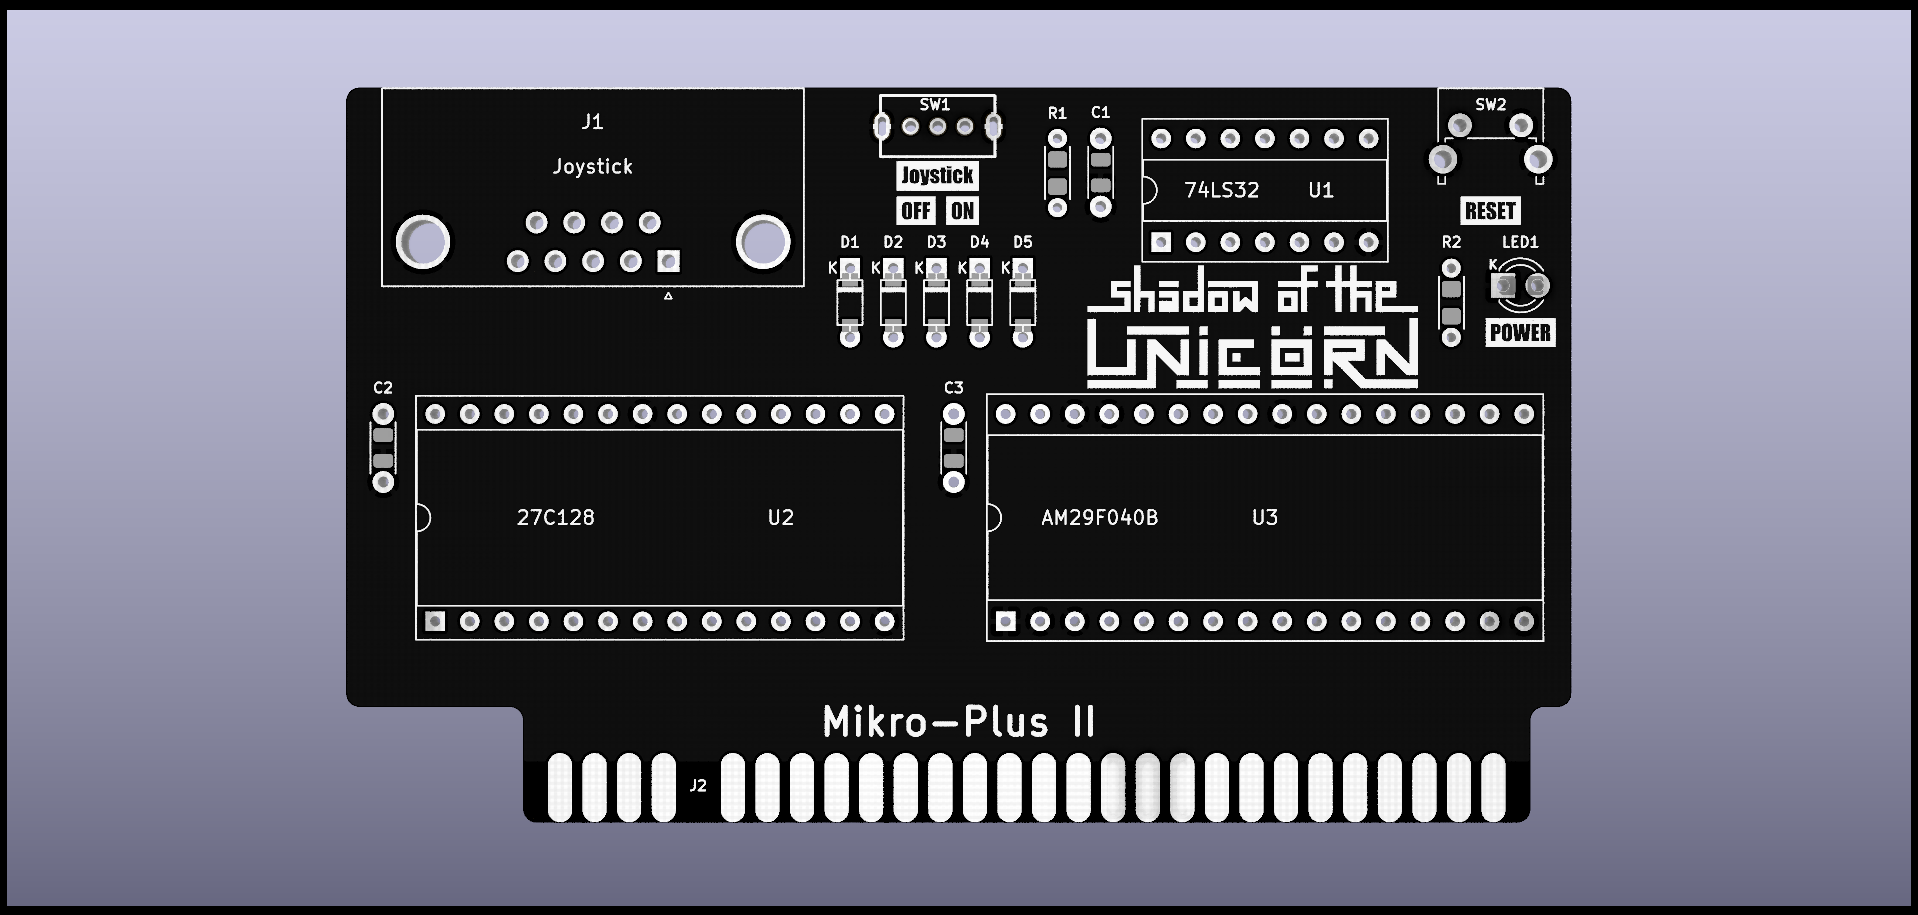 J1
Joystick
SW1
Joystick
OFF ON
R1 C1
74LS32 U1
SW2
RESET
D1 D2 D3 D4 D5
K K K K K
R2 LED1
K
POWER
shadow of the
UNICORN
C2
27C128 U2
C3
AM29F040B U3
Mikro-Plus II
J2